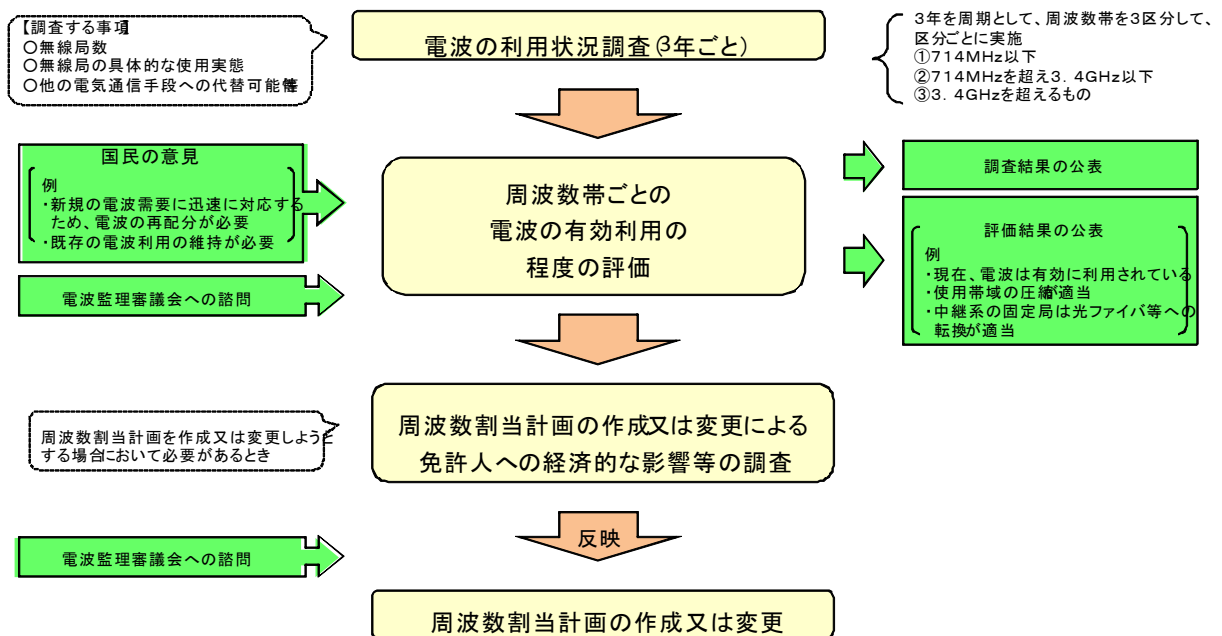 【調査する事項】
○無線局数
○無線局の具体的な使用実態
○他の電気通信手段への代替可能性等
電波の利用状況調査(3年ごと)
3年を周期として、周波数帯を3区分して、
区分ごとに実施
①714MHz以下
②714MHzを超え3.4GHz以下
③3.4GHzを超えるもの
国民の意見
例
・新規の電波需要に迅速に対応する
ため、電波の再配分が必要
・既存の電波利用の維持が必要
電波監理審議会への諮問
周波数帯ごとの
電波の有効利用の
程度の評価
調査結果の公表
評価結果の公表
例
・現在、電波は有効に利用されている
・使用帯域の圧縮が適当
・中継系の固定局は光ファイバ等への
転換が適当
周波数割当計画を作成又は変更しようと
する場合において必要があるとき
周波数割当計画の作成又は変更による
免許人への経済的な影響等の調査
反映
電波監理審議会への諮問
周波数割当計画の作成又は変更